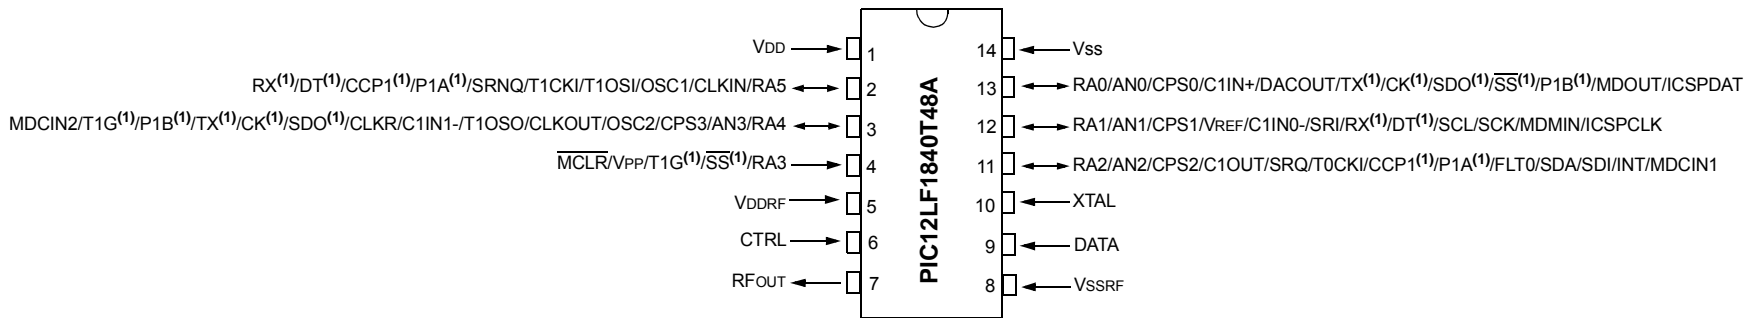 VDD 1 14 Vss
RX(1)/DT(1)/CCP1(1)/P1A(1)/SRNQ/T1CKI/T1OSI/OSC1/CLKIN/RA5 2 13 RA0/AN0/CPS0/C1IN+/DACOUT/TX(1)/CK(1)/SDO(1)/SS(1)/P1B(1)/MDOUT/ICSPDAT
MDCIN2/T1G(1)/P1B(1)/TX(1)/CK(1)/SDO(1)/CLKR/C1IN1-/T1OSO/CLKOUT/OSC2/CPS3/AN3/RA4 3 12 RA1/AN1/CPS1/VREF/C1IN0-/SRI/RX(1)/DT(1)/SCL/SCK/MDMIN/ICSPCLK
MCLR/VPP/T1G(1)/SS(1)/RA3 4 11 RA2/AN2/CPS2/C1OUT/SRQ/T0CKI/CCP1(1)/P1A(1)/FLT0/SDA/SDI/INT/MDCIN1
VDDRF 5 10 XTAL
CTRL 6 9 DATA
RFOUT 7 8 VSSRF
PIC12LF1840T48A